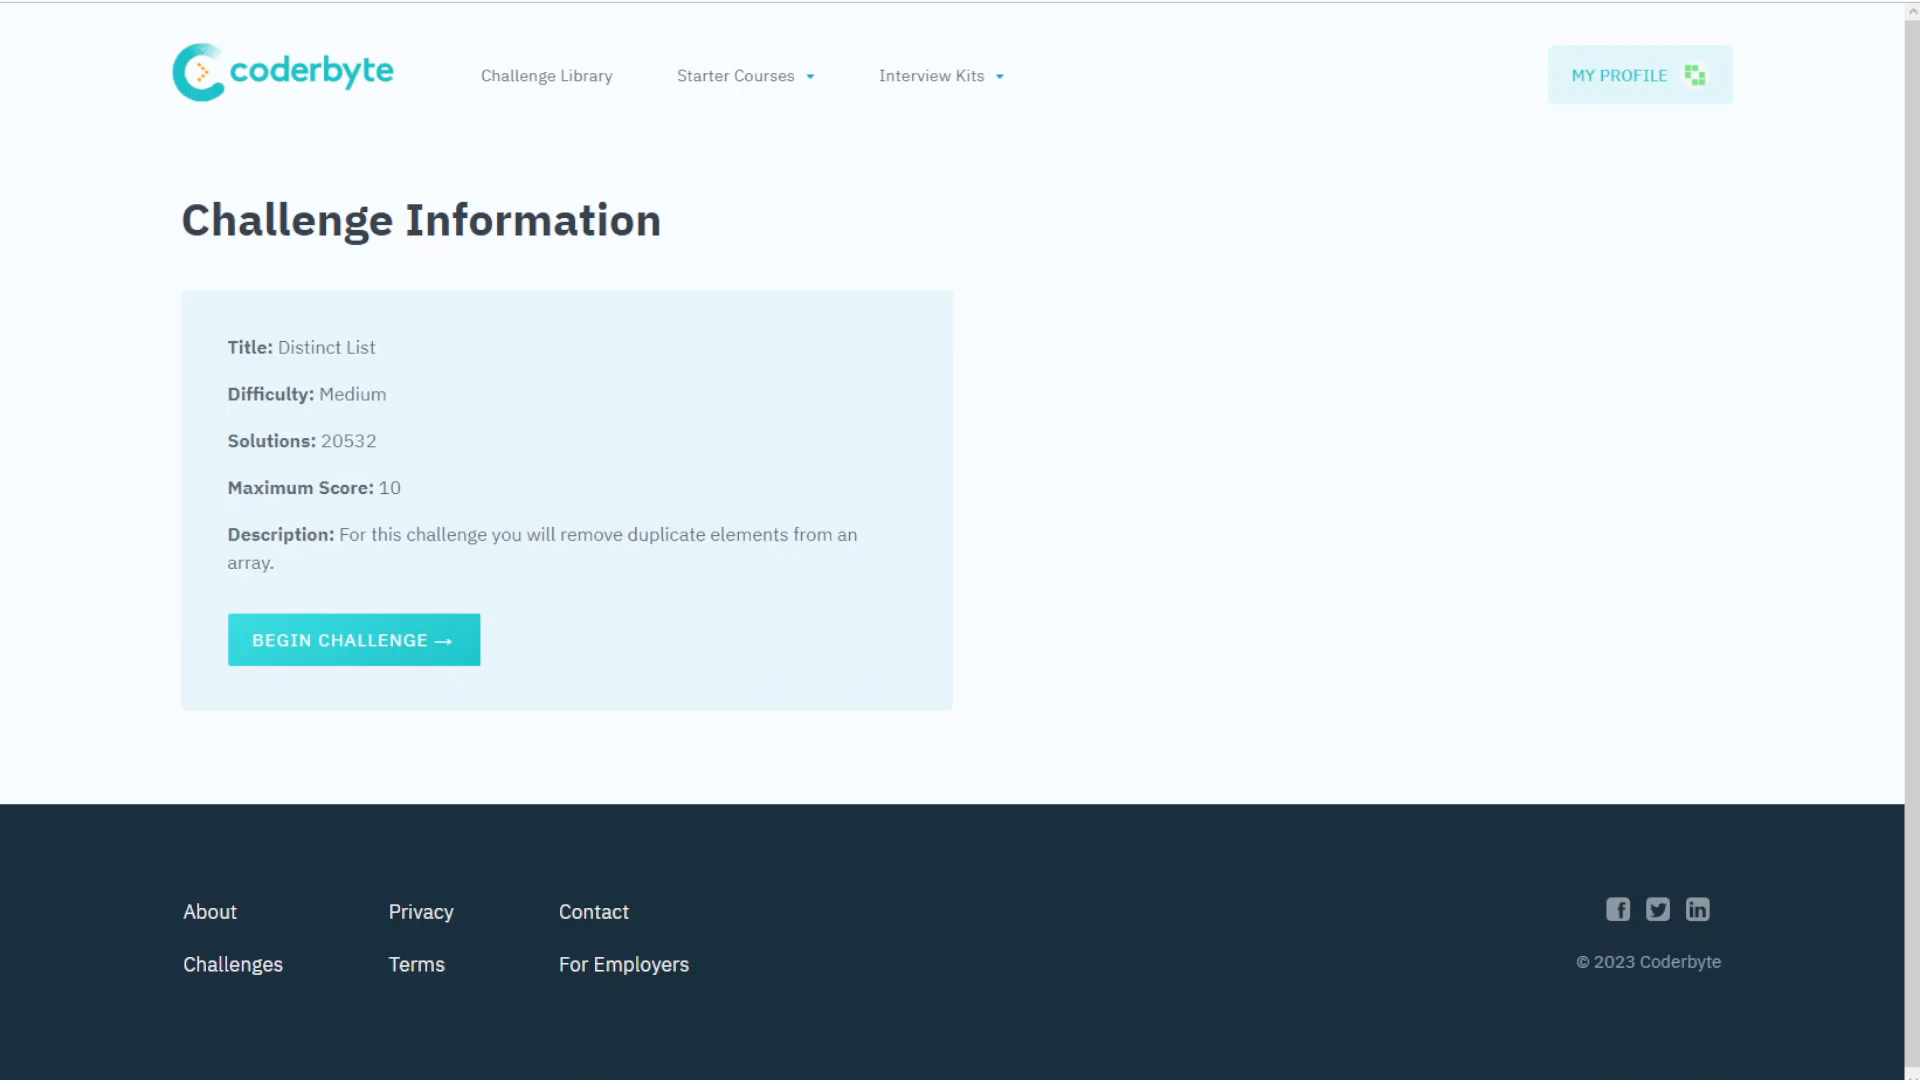 coderbyte
Challenge Library
Starter Courses
Interview Kits
MY PROFILE
Challenge Information
Title: Distinct List
Difficulty: Medium
Solutions: 20532
Maximum Score: 10
Description: For this challenge you will remove duplicate elements from an
array.
BEGIN CHALLENGE →
About
Privacy
Contact
Challenges
Terms
For Employers
© 2023 Coderbyte